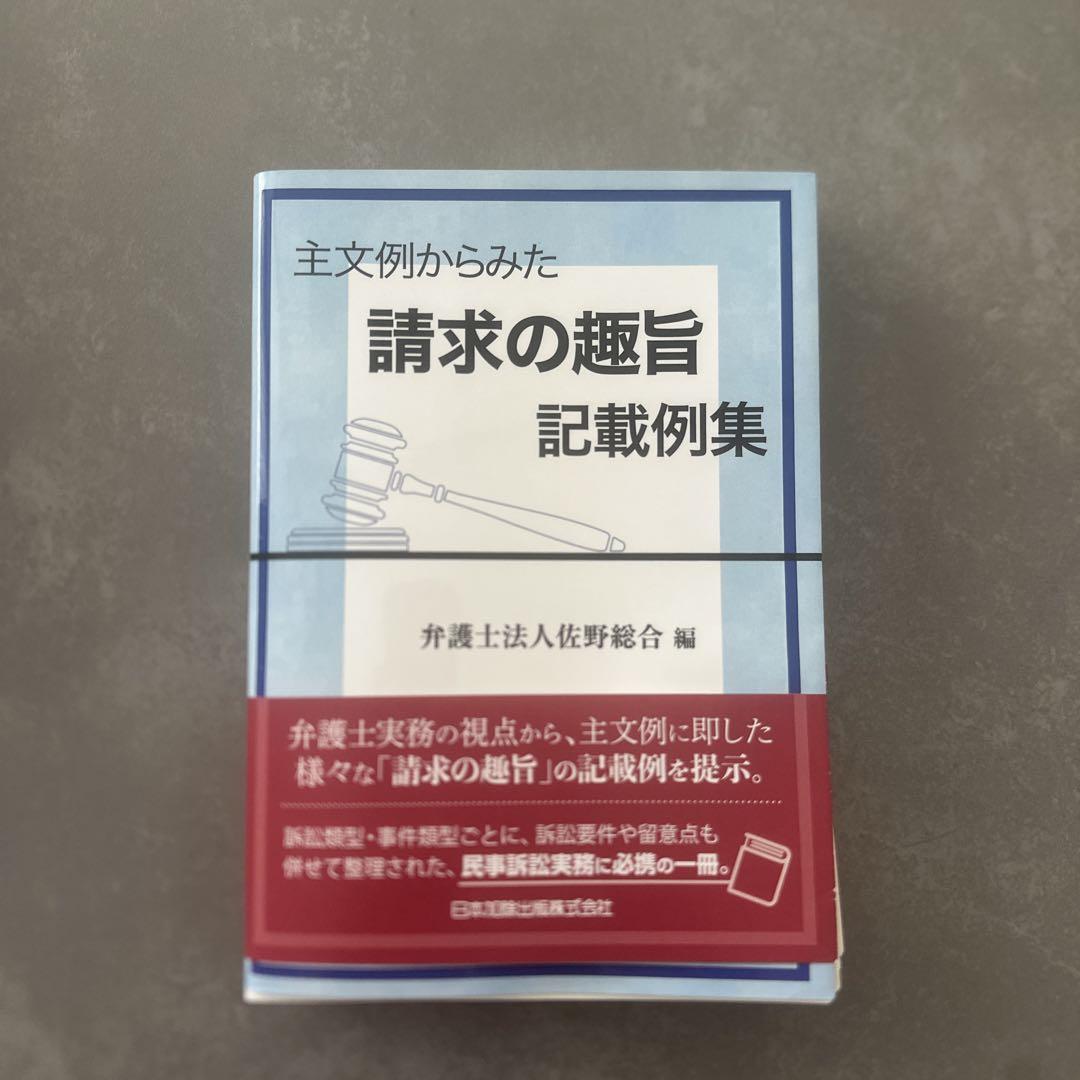 主文例からみた
請求の趣旨
記載例集
弁護士法人佐野総合 編
弁護士実務の視点から、主文例に即した
様々な「請求の趣旨」の記載例を提示。
訴訟類型・事件類型ごとに、訴訟要件や留意点も
併せて整理された、民事訴訟実務に必携の一冊。
日本加除出版株式会社